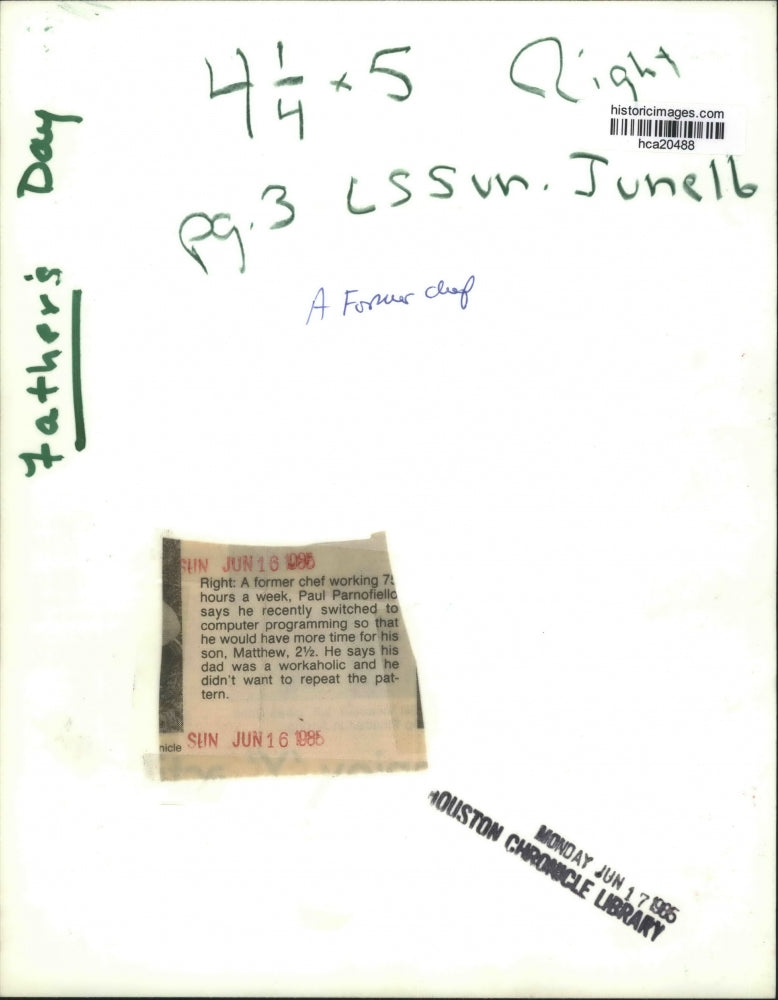 4 1/4 x 5 Right
historicimages.com
hca20488
pg. 3 LS Sun. June 16
A Former chef
Father's Day
SUN JUN 16 1985
Right: A former chef working 75
hours a week, Paul Parnofiello
says he recently switched to
computer programming so that
he would have more time for his
son, Matthew, 2½. He says his
dad was a workaholic and he
didn't want to repeat the pat-
tern.
nicle
SUN JUN 16 1985
MONDAY JUN 17 1985
HOUSTON CHRONICLE LIBRARY